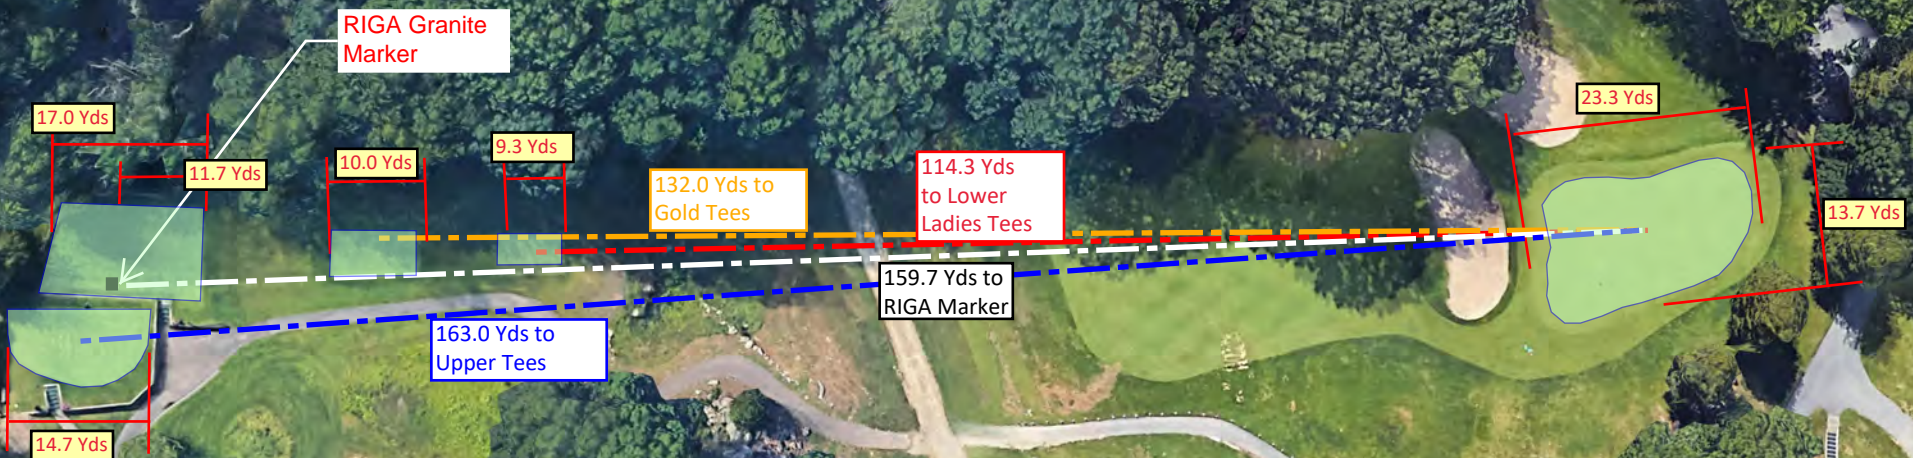 RIGA Granite
Marker
17.0 Yds
11.7 Yds
10.0 Yds
9.3 Yds
132.0 Yds to
Gold Tees
114.3 Yds
to Lower
Ladies Tees
23.3 Yds
13.7 Yds
159.7 Yds to
RIGA Marker
163.0 Yds to
Upper Tees
14.7 Yds